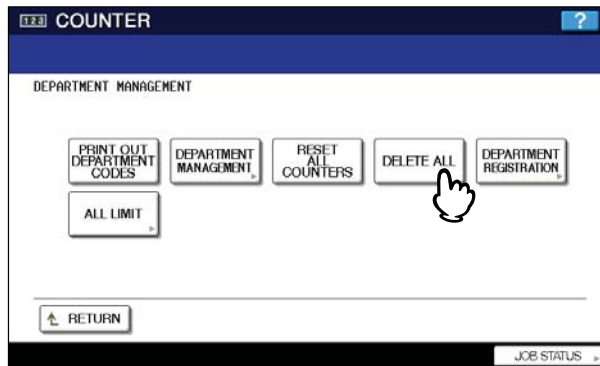 123 COUNTER
?
DEPARTMENT MANAGEMENT
PRINT OUT
DEPARTMENT
CODES
DEPARTMENT
MANAGEMENT
RESET
ALL
COUNTERS
DELETE ALL
DEPARTMENT
REGISTRATION
ALL LIMIT
RETURN
JOB STATUS